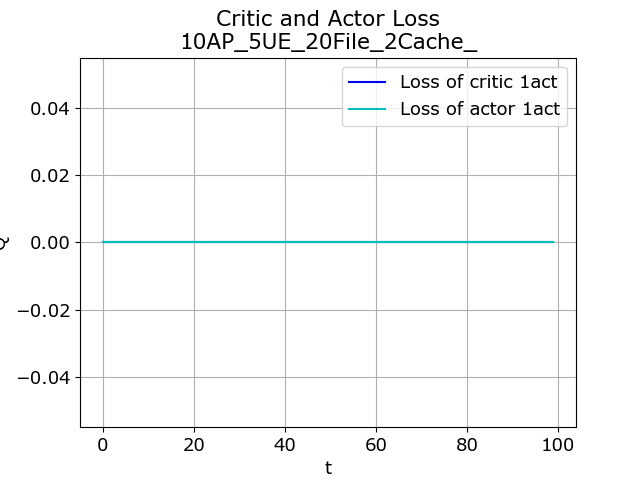 Critic and Actor Loss
10AP_5UE_20File_2Cache_
Loss of critic 1act
Loss of actor 1act
0.04
0.02
0.00
−0.02
−0.04
0
20
40
60
80
100
t